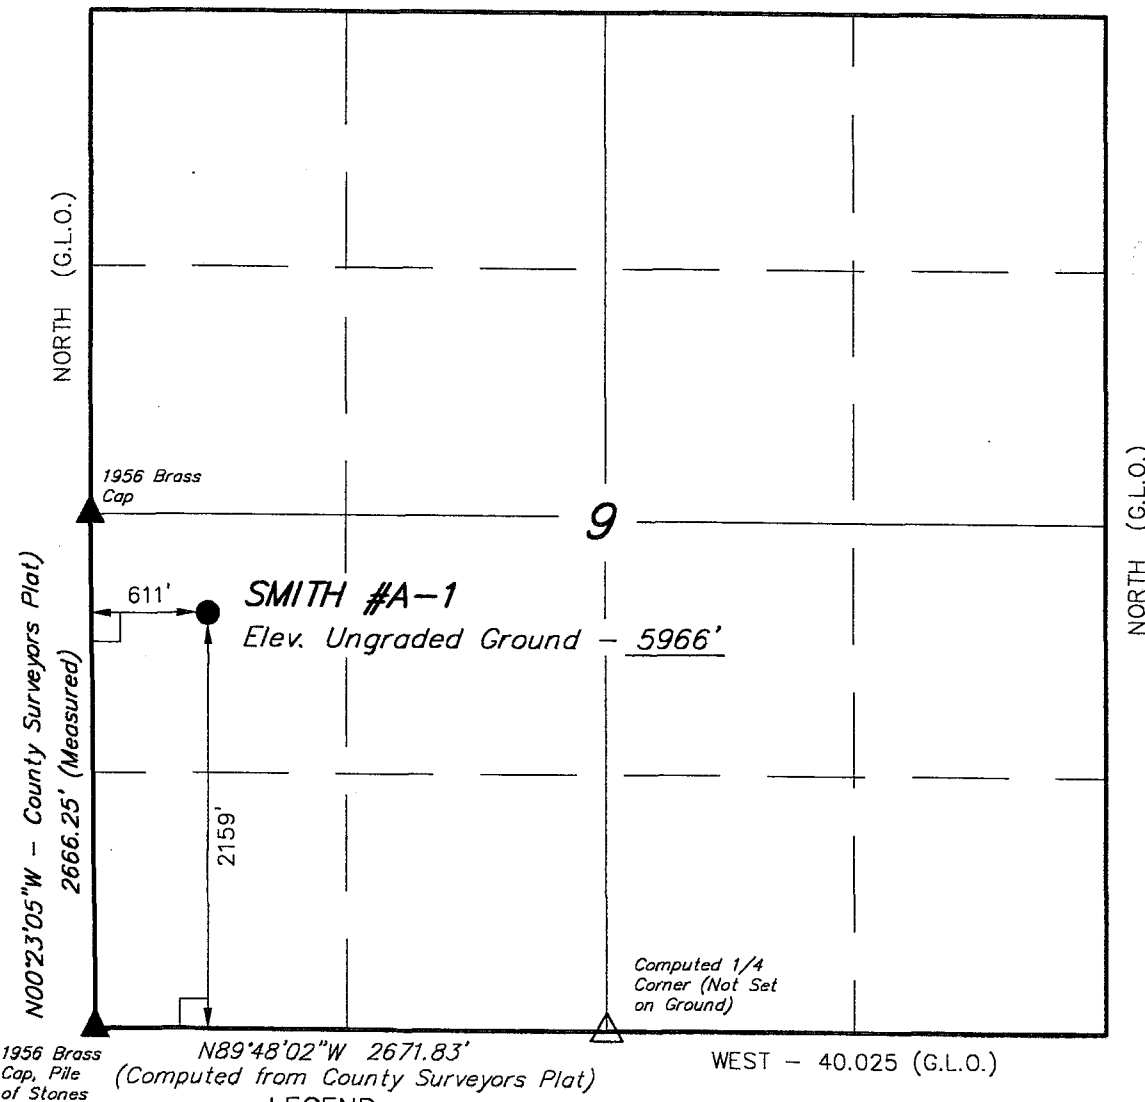 NORTH (G.L.O.)
1956 Brass
Cap
9
NORTH (G.L.O.)
611'
SMITH #A-1
Elev. Ungraded Ground - 5966'
N00°23'05"W - County Surveyors Plat)
2666.25' (Measured)
2159'
Computed 1/4
Corner (Not Set
on Ground)
1956 Brass
Cap, Pile
of Stones
N89°48'02"W 2671.83'
(Computed from County Surveyors Plat)
WEST - 40.025 (G.L.O.)
LEGEND